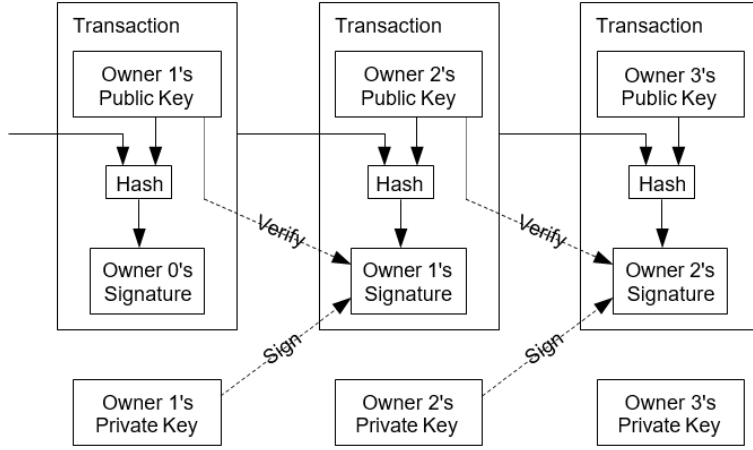 Transaction
Owner 1's
Public Key
Hash
Verify
Owner 0's
Signature
Transaction
Owner 2's
Public Key
Hash
Verify
Owner 1's
Signature
Transaction
Owner 3's
Public Key
Hash
Owner 2's
Signature
Sign
Sign
Owner 1's
Private Key
Owner 2's
Private Key
Owner 3's
Private Key